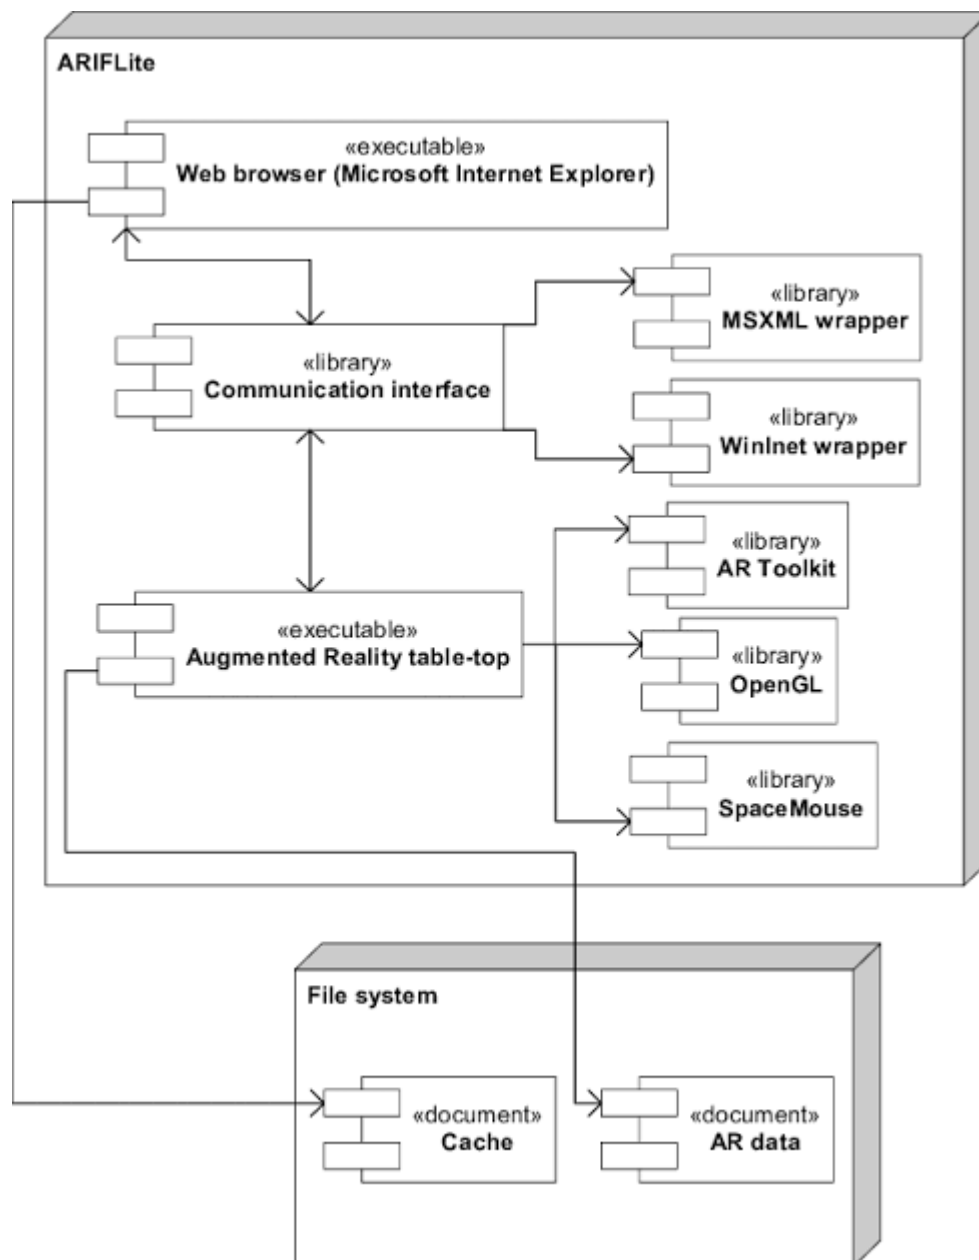 ARIFLite
«executable»
Web browser (Microsoft Internet Explorer)
«library»
MSXML wrapper
«library»
Communication interface
«library»
WinInet wrapper
«library»
AR Toolkit
«executable»
Augmented Reality table-top
«library»
OpenGL
«library»
SpaceMouse
File system
«document»
Cache
«document»
AR data